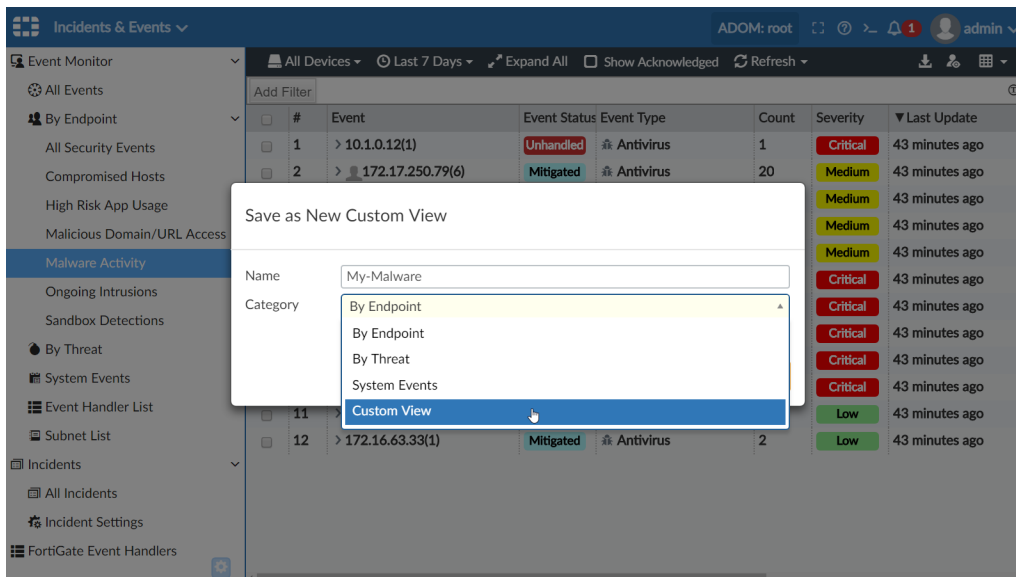 Incidents & Events
ADOM: root
1
admin
Event Monitor
All Events
By Endpoint
All Security Events
Compromised Hosts
High Risk App Usage
Malicious Domain/URL Access
Malware Activity
Ongoing Intrusions
Sandbox Detections
By Threat
System Events
Event Handler List
Subnet List
Incidents
All Incidents
Incident Settings
FortiGate Event Handlers
All Devices Last 7 Days Expand All Show Acknowledged Refresh
Add Filter
# Event Event Status Event Type Count Severity Last Update
1 10.1.0.12(1) Unhandled Antivirus 1 Critical 43 minutes ago
2 172.17.250.79(6) Mitigated Antivirus 20 Medium 43 minutes ago
Medium 43 minutes ago
Medium 43 minutes ago
Medium 43 minutes ago
Critical 43 minutes ago
Critical 43 minutes ago
Critical 43 minutes ago
Critical 43 minutes ago
Critical 43 minutes ago
11 Low 43 minutes ago
12 172.16.63.33(1) Mitigated Antivirus 2 Low 43 minutes ago
Save as New Custom View
Name My-Malware
Category By Endpoint
By Endpoint
By Threat
System Events
Custom View